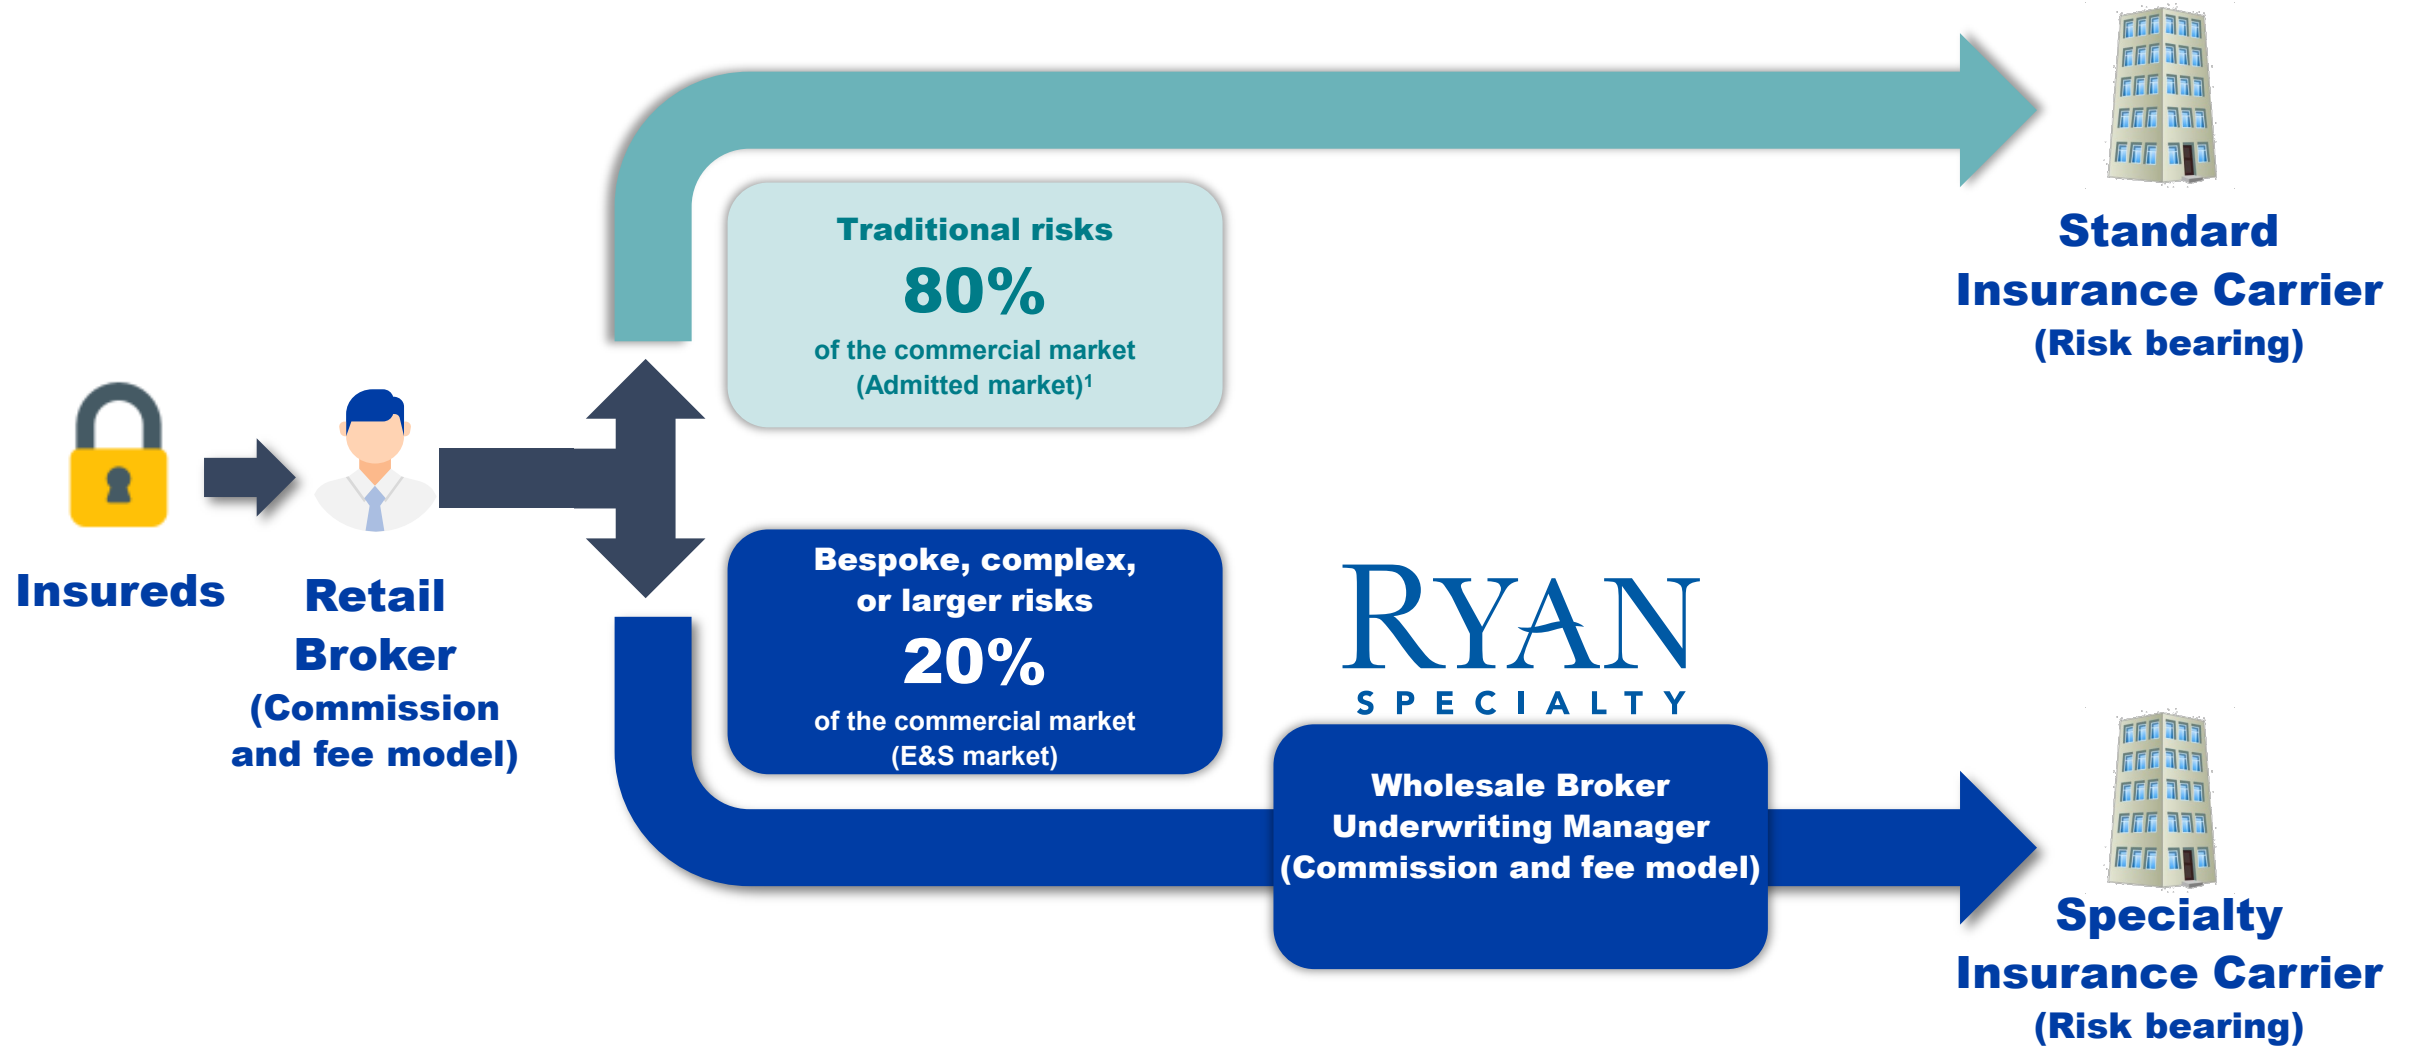 Insureds
Retail
Broker
(Commission
and fee model)
Traditional risks
80%
of the commercial market
(Admitted market)¹
Bespoke, complex,
or larger risks
20%
of the commercial market
(E&S market)
RYAN
SPECIALTY
Wholesale Broker
Underwriting Manager
(Commission and fee model)
Standard
Insurance Carrier
(Risk bearing)
Specialty
Insurance Carrier
(Risk bearing)